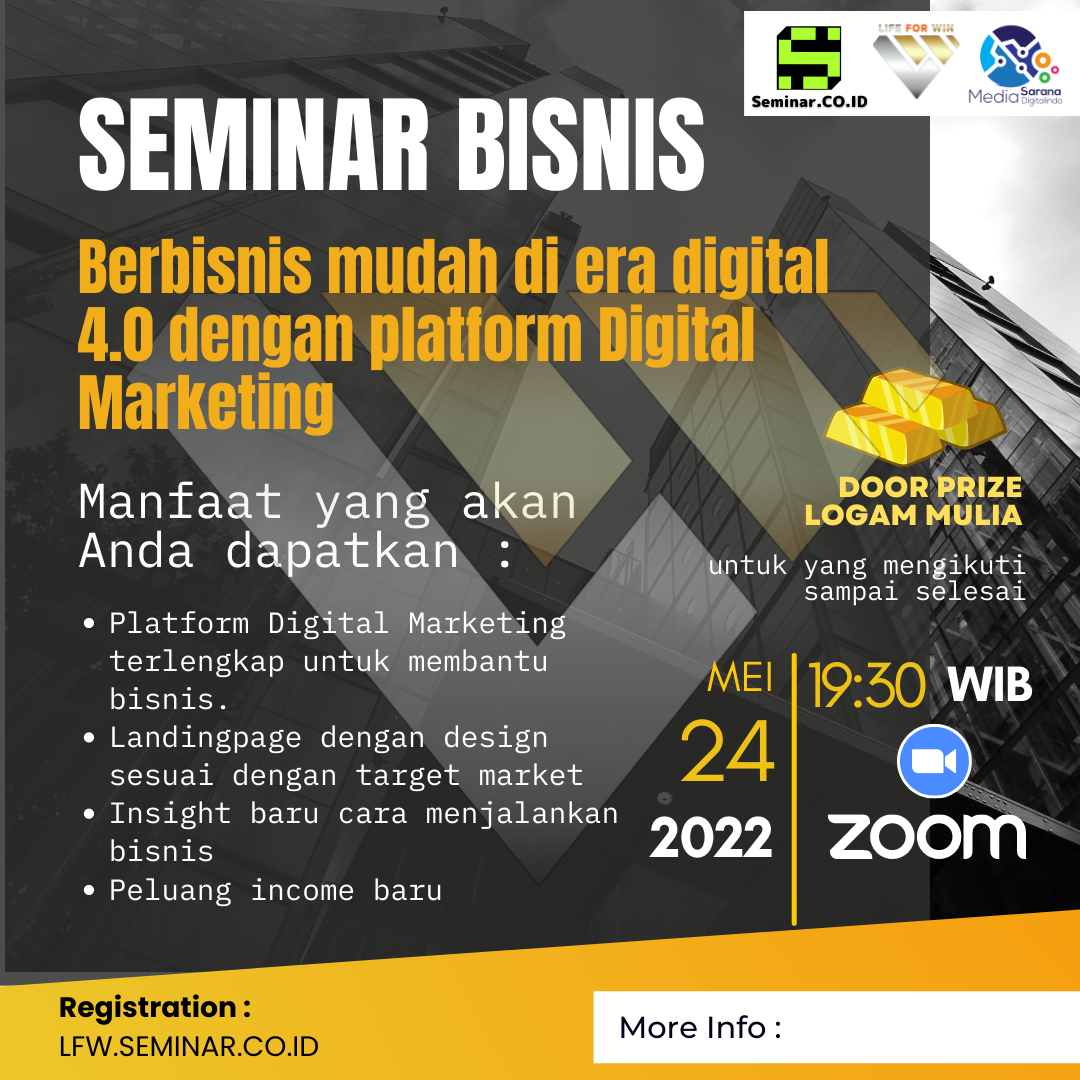 LIFE FOR WIN
Seminar.CO.ID
Media Sarana
Digitalindo
SEMINAR BISNIS
Berbisnis mudah di era digital
4.0 dengan platform Digital
Marketing
DOOR PRIZE
LOGAM MULIA
untuk yang mengikuti
sampai selesai
Manfaat yang akan
Anda dapatkan :
• Platform Digital Marketing
terlengkap untuk membantu
bisnis.
• Landingpage dengan design
sesuai dengan target market
• Insight baru cara menjalankan
bisnis
• Peluang income baru
MEI
24
2022
19:30 WIB
zoom
Registration :
LFW.SEMINAR.CO.ID
More Info :